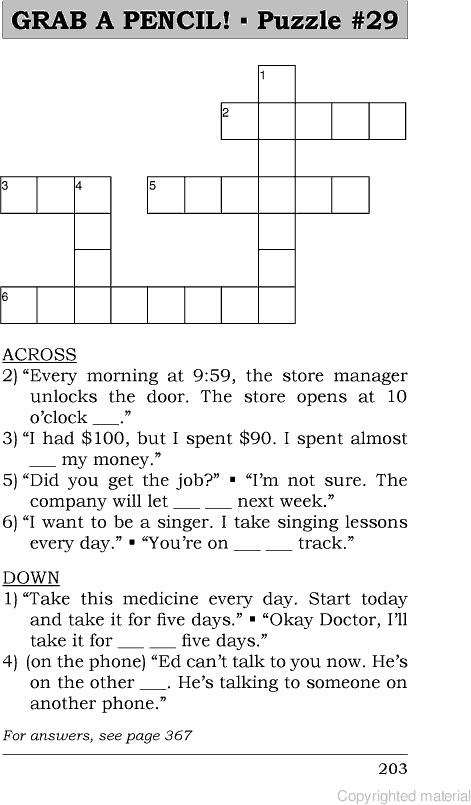 GRAB A PENCIL! ▪ Puzzle #29
1
2
3 4 5
6
ACROSS
2) “Every morning at 9:59, the store manager
unlocks the door. The store opens at 10
o’clock ___.”
3) “I had $100, but I spent $90. I spent almost
___ my money.”
5) “Did you get the job?” ▪ “I’m not sure. The
company will let ___ ___ next week.”
6) “I want to be a singer. I take singing lessons
every day.” ▪ “You’re on ___ ___ track.”
DOWN
1) “Take this medicine every day. Start today
and take it for five days.” ▪ “Okay Doctor, I’ll
take it for ___ ___ five days.”
4) (on the phone) “Ed can’t talk to you now. He’s
on the other ___. He’s talking to someone on
another phone.”
For answers, see page 367
203
Copyrighted material